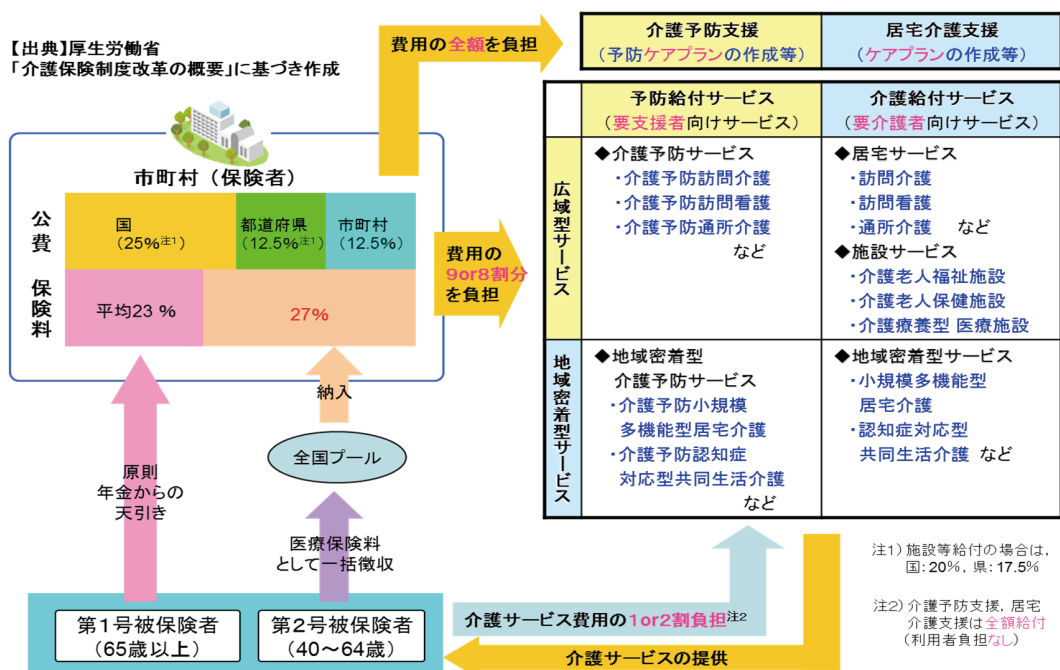 【出典】厚生労働省
「介護保険制度改革の概要」に基づき作成
費用の全額を負担
介護予防支援
（予防ケアプランの作成等）
居宅介護支援
（ケアプランの作成等）
市町村（保険者）
公費
国
（25%注1）
都道府県
（12.5%注1）
市町村
（12.5%）
保険料
平均23 %
27%
費用の
9or8割分
を負担
予防給付サービス
（要支援者向けサービス）
介護給付サービス
（要介護者向けサービス）
広域型サービス
◆介護予防サービス
・介護予防訪問介護
・介護予防訪問看護
・介護予防通所介護
など
◆居宅サービス
・訪問介護
・訪問看護
・通所介護 など
◆施設サービス
・介護老人福祉施設
・介護老人保健施設
・介護療養型 医療施設
地域密着型サービス
◆地域密着型
介護予防サービス
・介護予防小規模
多機能型居宅介護
・介護予防認知症
対応型共同生活介護
など
◆地域密着型サービス
・小規模多機能型
居宅介護
・認知症対応型
共同生活介護 など
納入
全国プール
原則
年金からの
天引き
医療保険料
として一括徴収
第1号被保険者
（65歳以上）
第2号被保険者
（40～64歳）
介護サービス費用の1or2割負担注2
介護サービスの提供
注1）施設等給付の場合は，
国：20%，県：17.5%
注2）介護予防支援，居宅
介護支援は全額給付
（利用者負担なし）